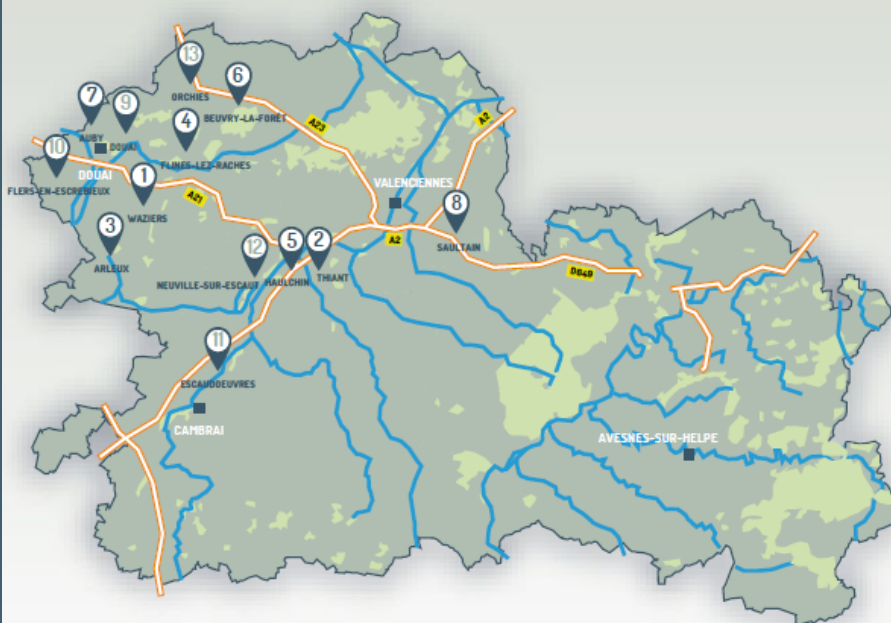 13
ORCHIES
6
BEUVRY-LA-FORÊT
7
AUBY
9
DOUAI
4
FLINES-LEZ-RACHES
A23
A2
10
FLERS-EN-ESCREBIEUX
DOUAI
1
WAZIERS
A21
VALENCIENNES
8
SAULTAIN
3
ARLEUX
12
NEUVILLE-SUR-ESCAUT
5
HAULCHIN
2
THIANT
A2
D649
11
ESCAUDOEUVRES
CAMBRAI
AVESNES-SUR-HELPE